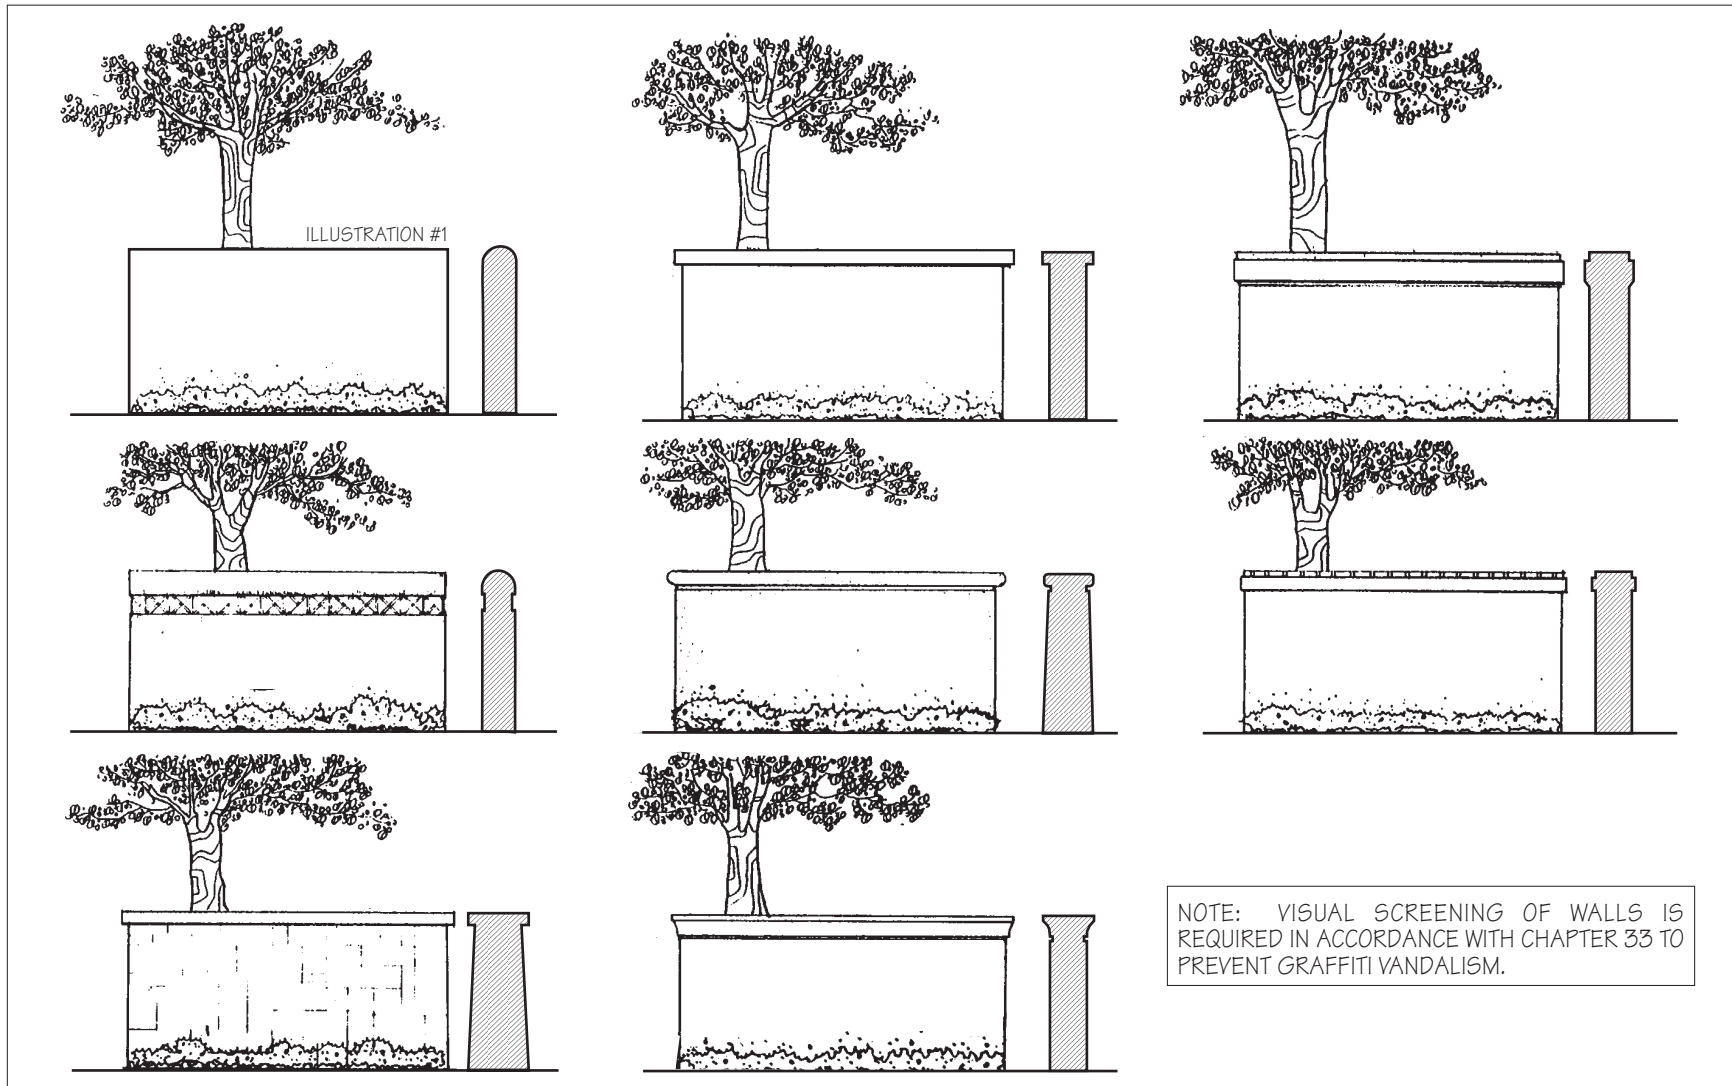 ILLUSTRATION #1
NOTE: VISUAL SCREENING OF WALLS IS
REQUIRED IN ACCORDANCE WITH CHAPTER 33 TO
PREVENT GRAFFITI VANDALISM.